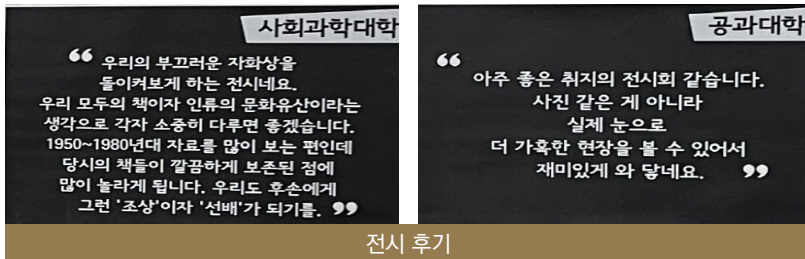 사회과학대학
“ 우리의 부끄러운 자화상을
돌이켜보게 하는 전시네요.
우리 모두의 책이자 인류의 문화유산이라는
생각으로 각자 소중히 다루면 좋겠습니다.
1950~1980년대 자료를 많이 보는 편인데
당시의 책들이 깔끔하게 보존된 점에
많이 놀라게 됩니다. 우리도 후손에게
그런 '조상'이자 '선배'가 되기를. ”
공과대학
“
아주 좋은 취지의 전시회 같습니다.
사진 같은 게 아니라
실제 눈으로
더 가혹한 현장을 볼 수 있어서
재미있게 와 닿네요. ”
전시 후기